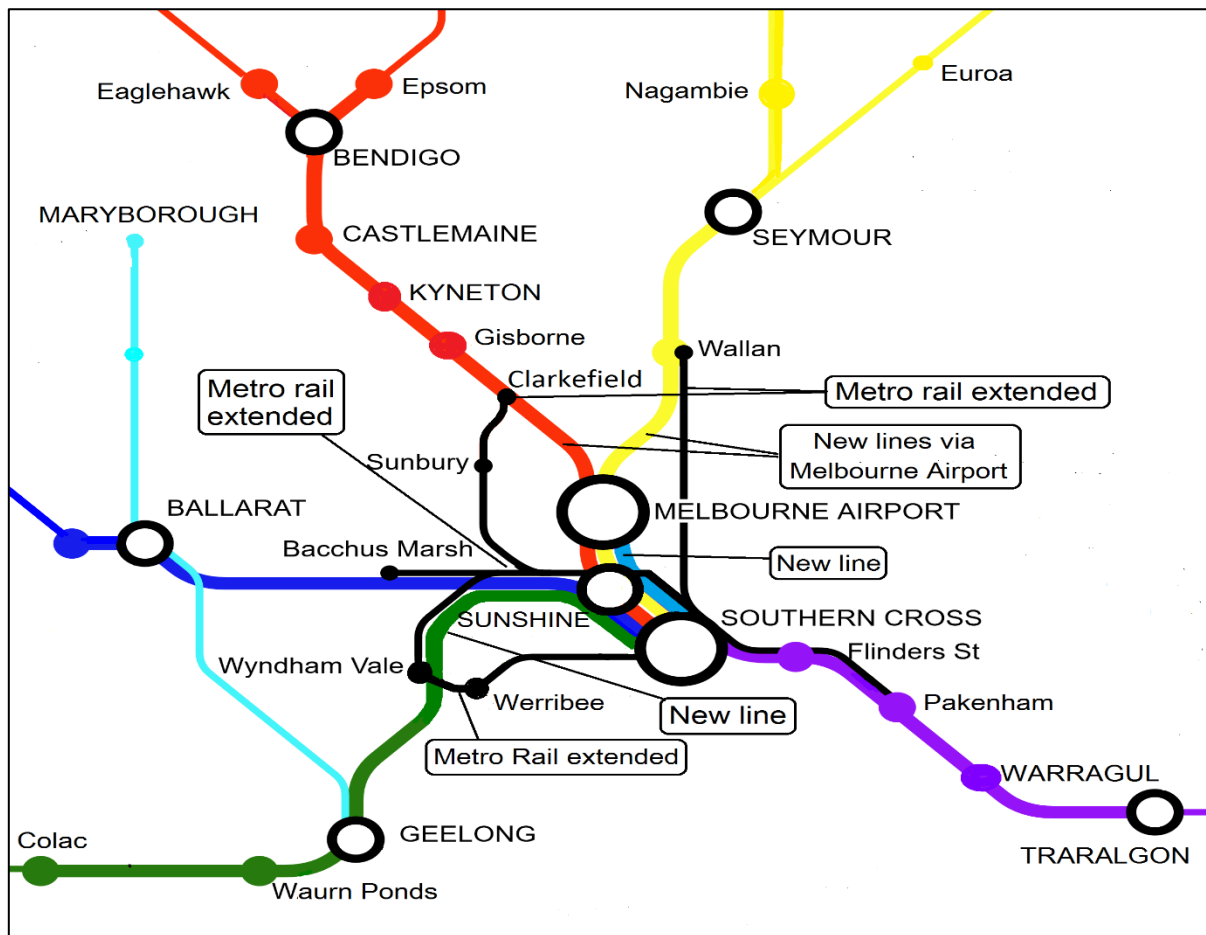 Eaglehawk
Epsom
Nagambie
Euroa
BENDIGO
MARYBOROUGH
CASTLEMAINE
SEYMOUR
KYNETON
Gisborne
Wallan
Metro rail
extended
Clarkefield
Metro rail extended
Sunbury
New lines via
Melbourne Airport
BALLARAT
MELBOURNE AIRPORT
Bacchus Marsh
New line
SUNSHINE
SOUTHERN CROSS
Flinders St
Wyndham Vale
Werribee
New line
Pakenham
Metro Rail extended
WARRAGUL
Colac
GEELONG
TRARALGON
Waurn Ponds